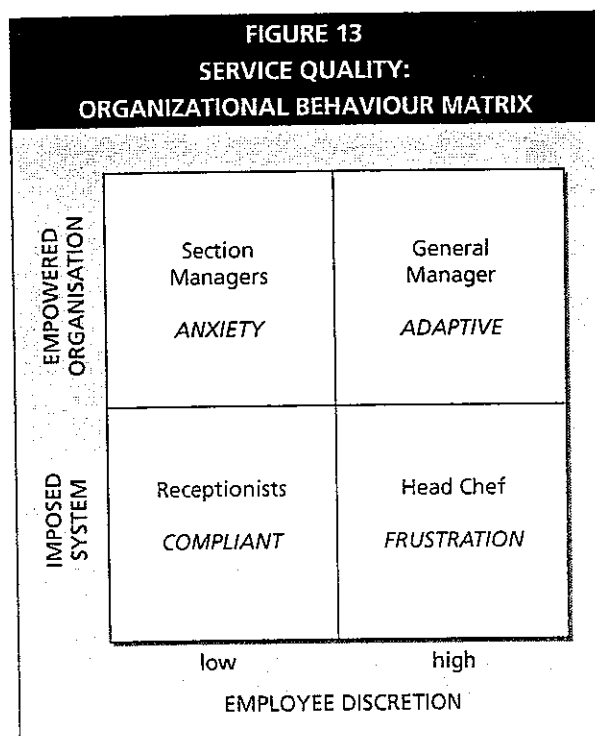 FIGURE 13
SERVICE QUALITY:
ORGANIZATIONAL BEHAVIOUR MATRIX
EMPOWERED
ORGANISATION
Section
Managers
ANXIETY
General
Manager
ADAPTIVE
IMPOSED
SYSTEM
Receptionists
COMPLIANT
Head Chef
FRUSTRATION
low
high
EMPLOYEE DISCRETION